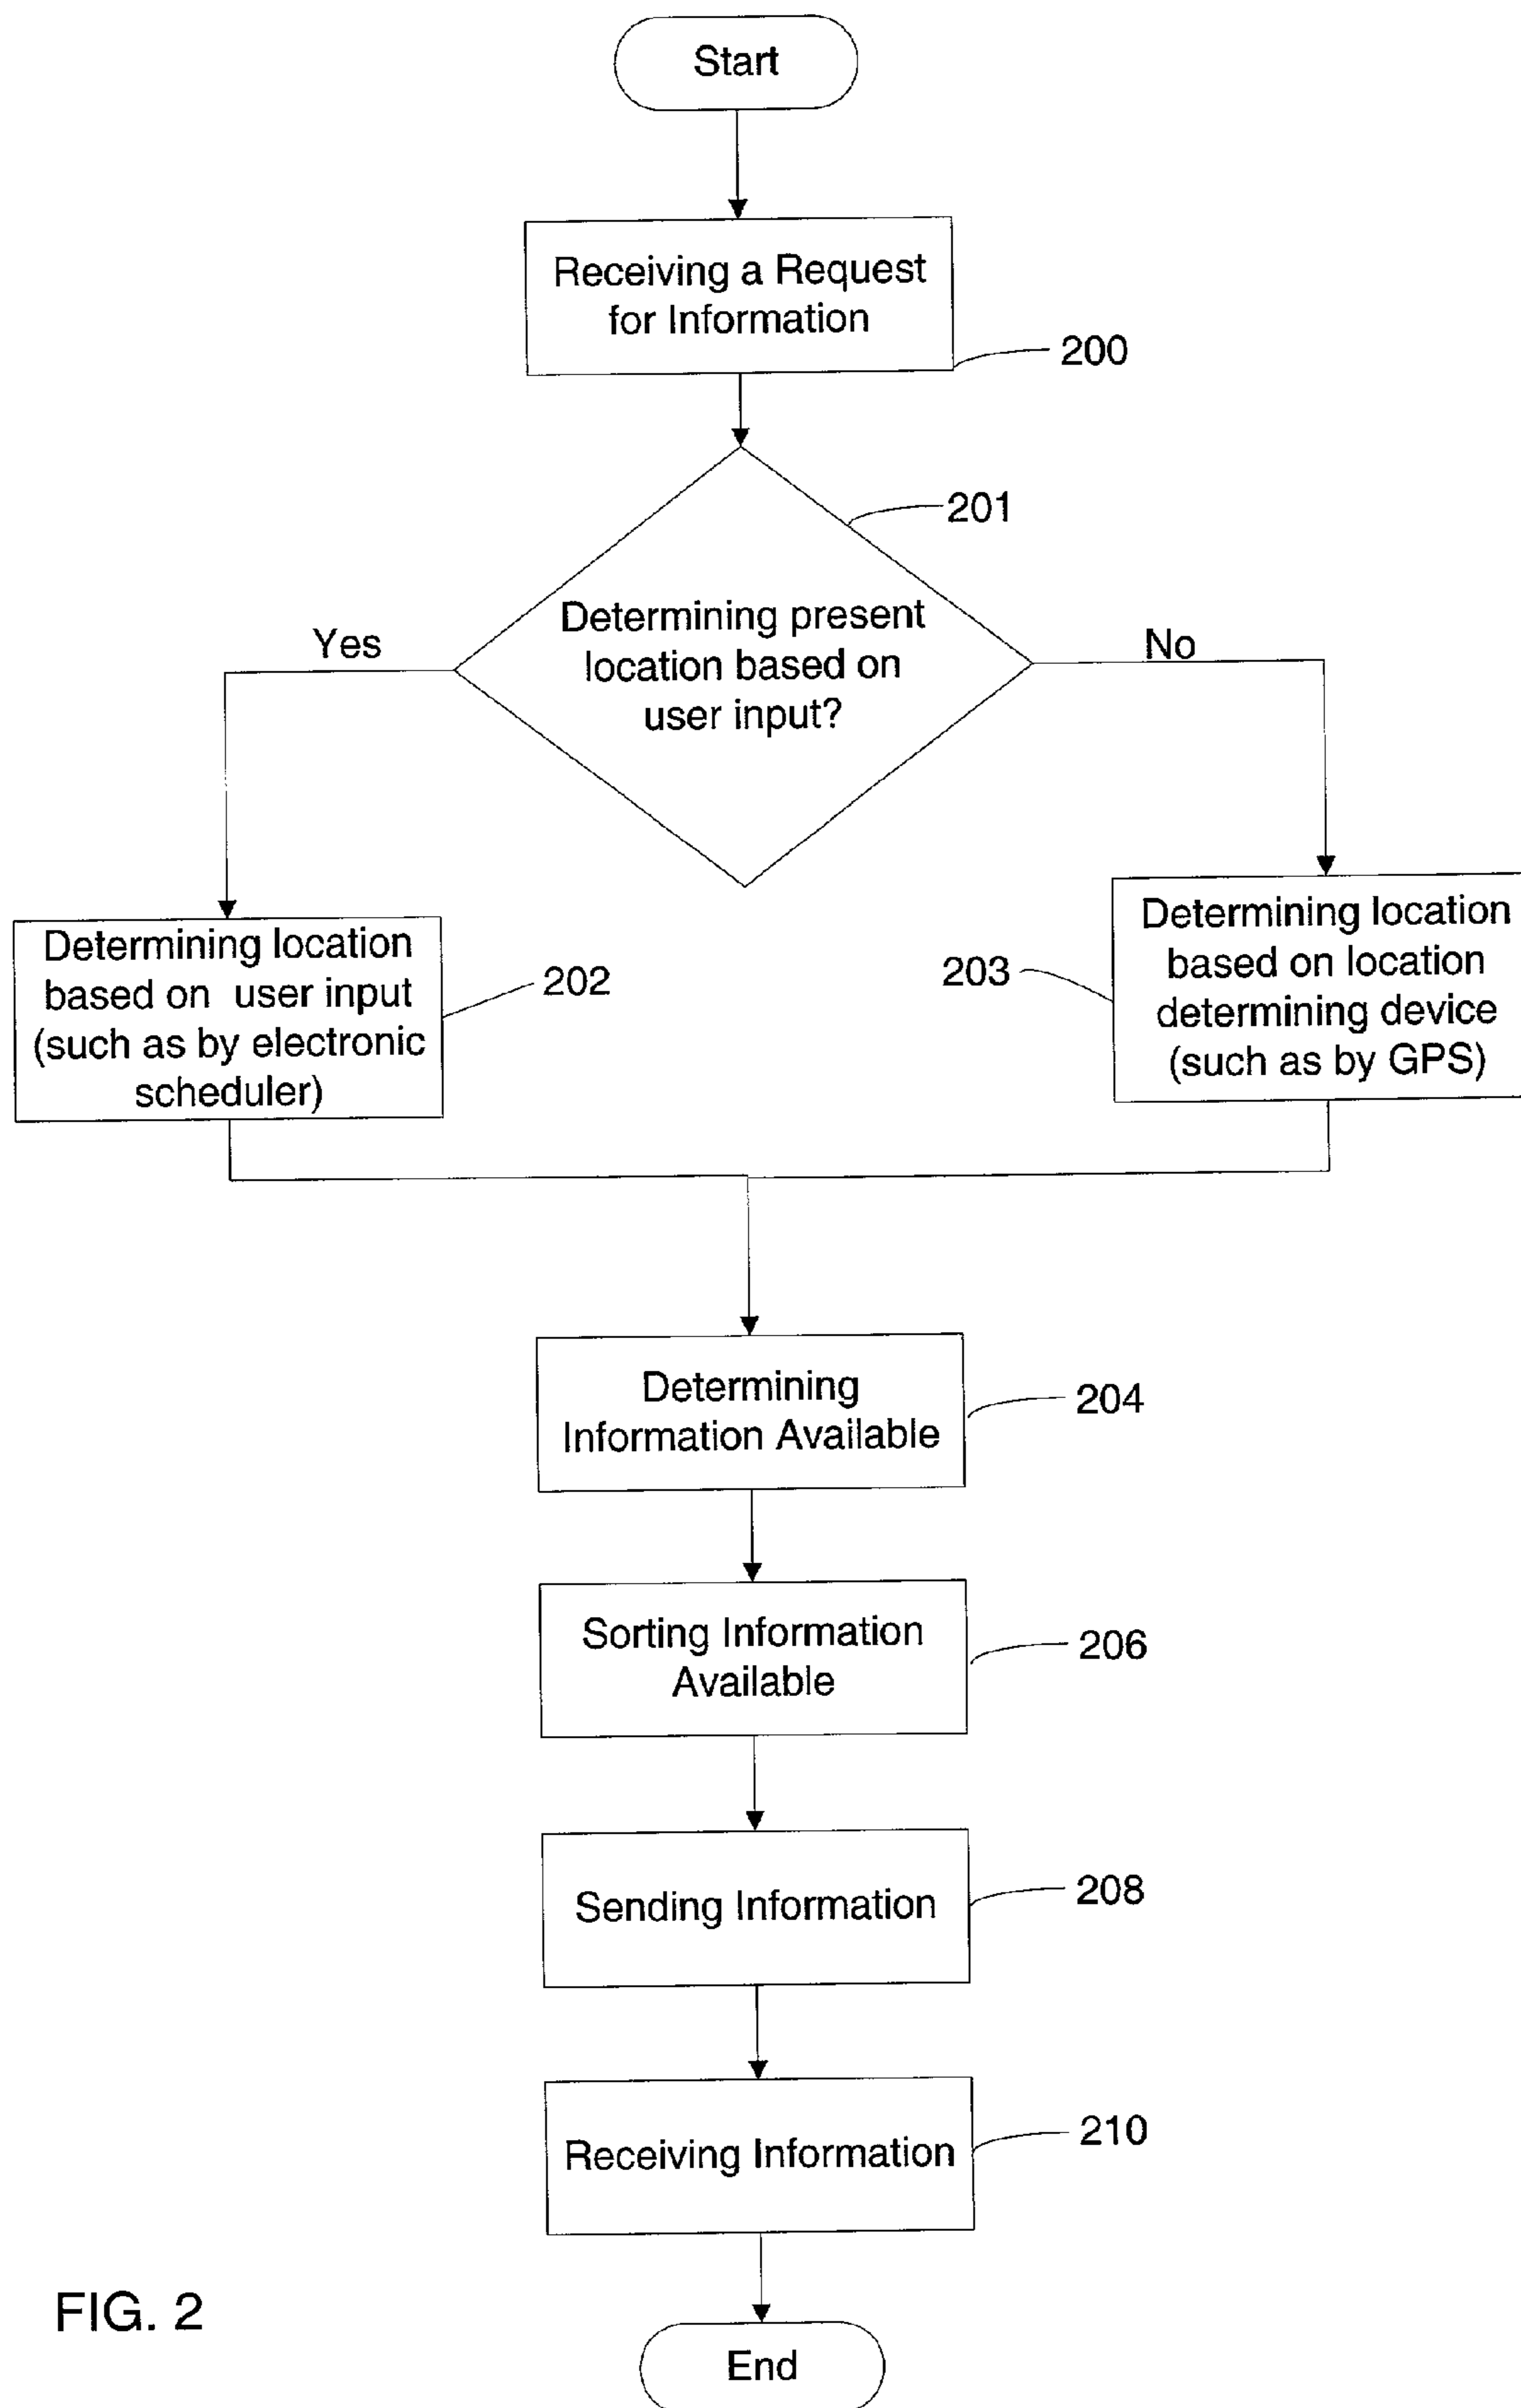 Start
Receiving a Request
for Information
200
201
Determining present
location based on
user input?
Yes
No
Determining location
based on user input
(such as by electronic
scheduler)
202
203
Determining location
based on location
determining device
(such as by GPS)
Determining
Information Available
204
Sorting Information
Available
206
Sending Information
208
Receiving Information
210
FIG. 2
End